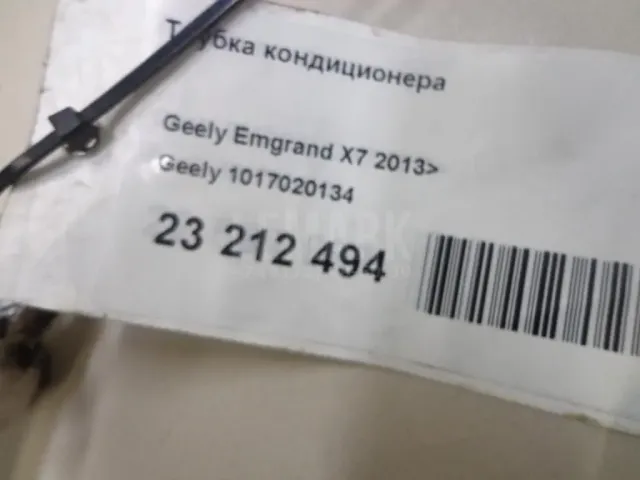 Трубка кондиционера
Geely Emgrand X7 2013>
Geely 1017020134
23 212 494